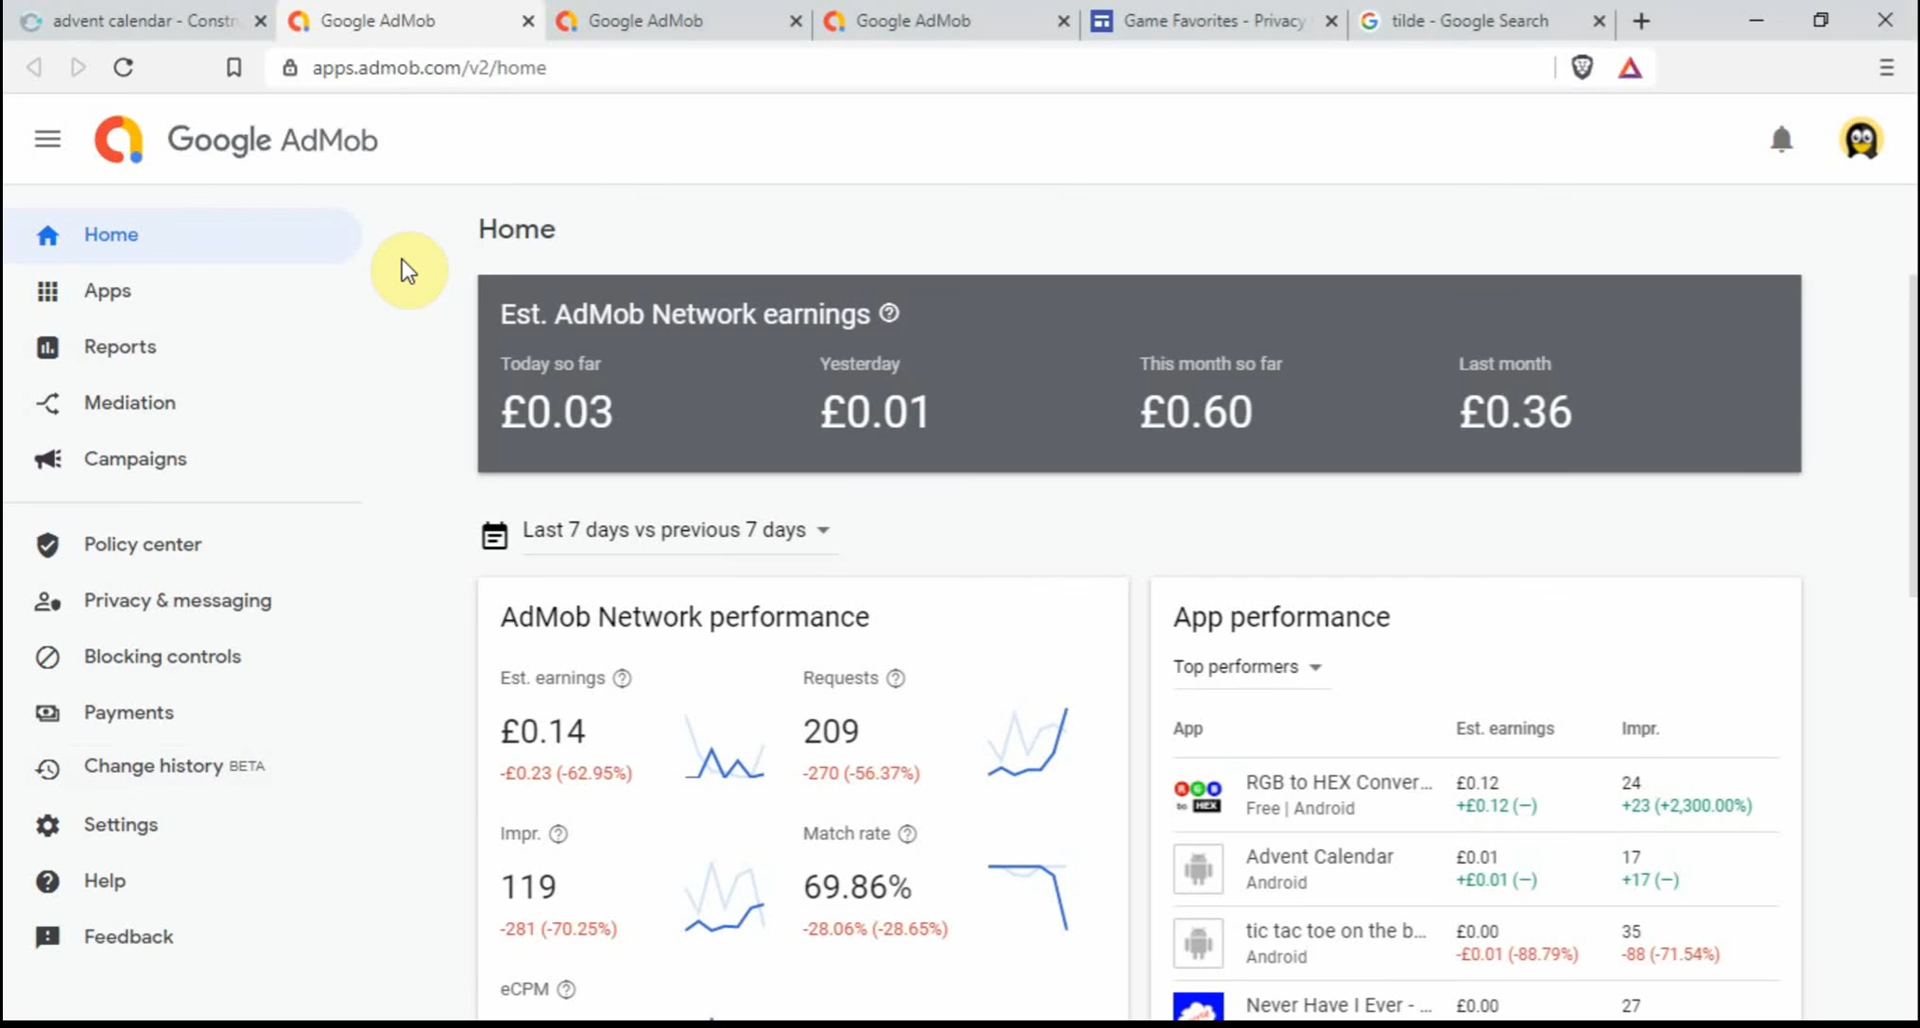 advent calendar - Constr
Google AdMob
Google AdMob
Google AdMob
Game Favorites - Privacy
tilde - Google Search
apps.admob.com/v2/home
Google AdMob
Home
Apps
Reports
Mediation
Campaigns
Policy center
Privacy & messaging
Blocking controls
Payments
Change history BETA
Settings
Help
Feedback
Home
Est. AdMob Network earnings
Today so far
£0.03
Yesterday
£0.01
This month so far
£0.60
Last month
£0.36
Last 7 days vs previous 7 days
AdMob Network performance
Est. earnings
£0.14
-£0.23 (-62.95%)
Requests
209
-270 (-56.37%)
Impr.
119
-281 (-70.25%)
Match rate
69.86%
-28.06% (-28.65%)
eCPM
App performance
Top performers
App Est. earnings Impr.
RGB
to HEX
RGB to HEX Conver... £0.12 24
Free | Android +£0.12 (—) +23 (+2,300.00%)
Advent Calendar £0.01 17
Android +£0.01 (—) +17 (—)
tic tac toe on the b... £0.00 35
Android -£0.01 (-88.79%) -88 (-71.54%)
Never Have I Ever - ... £0.00 27